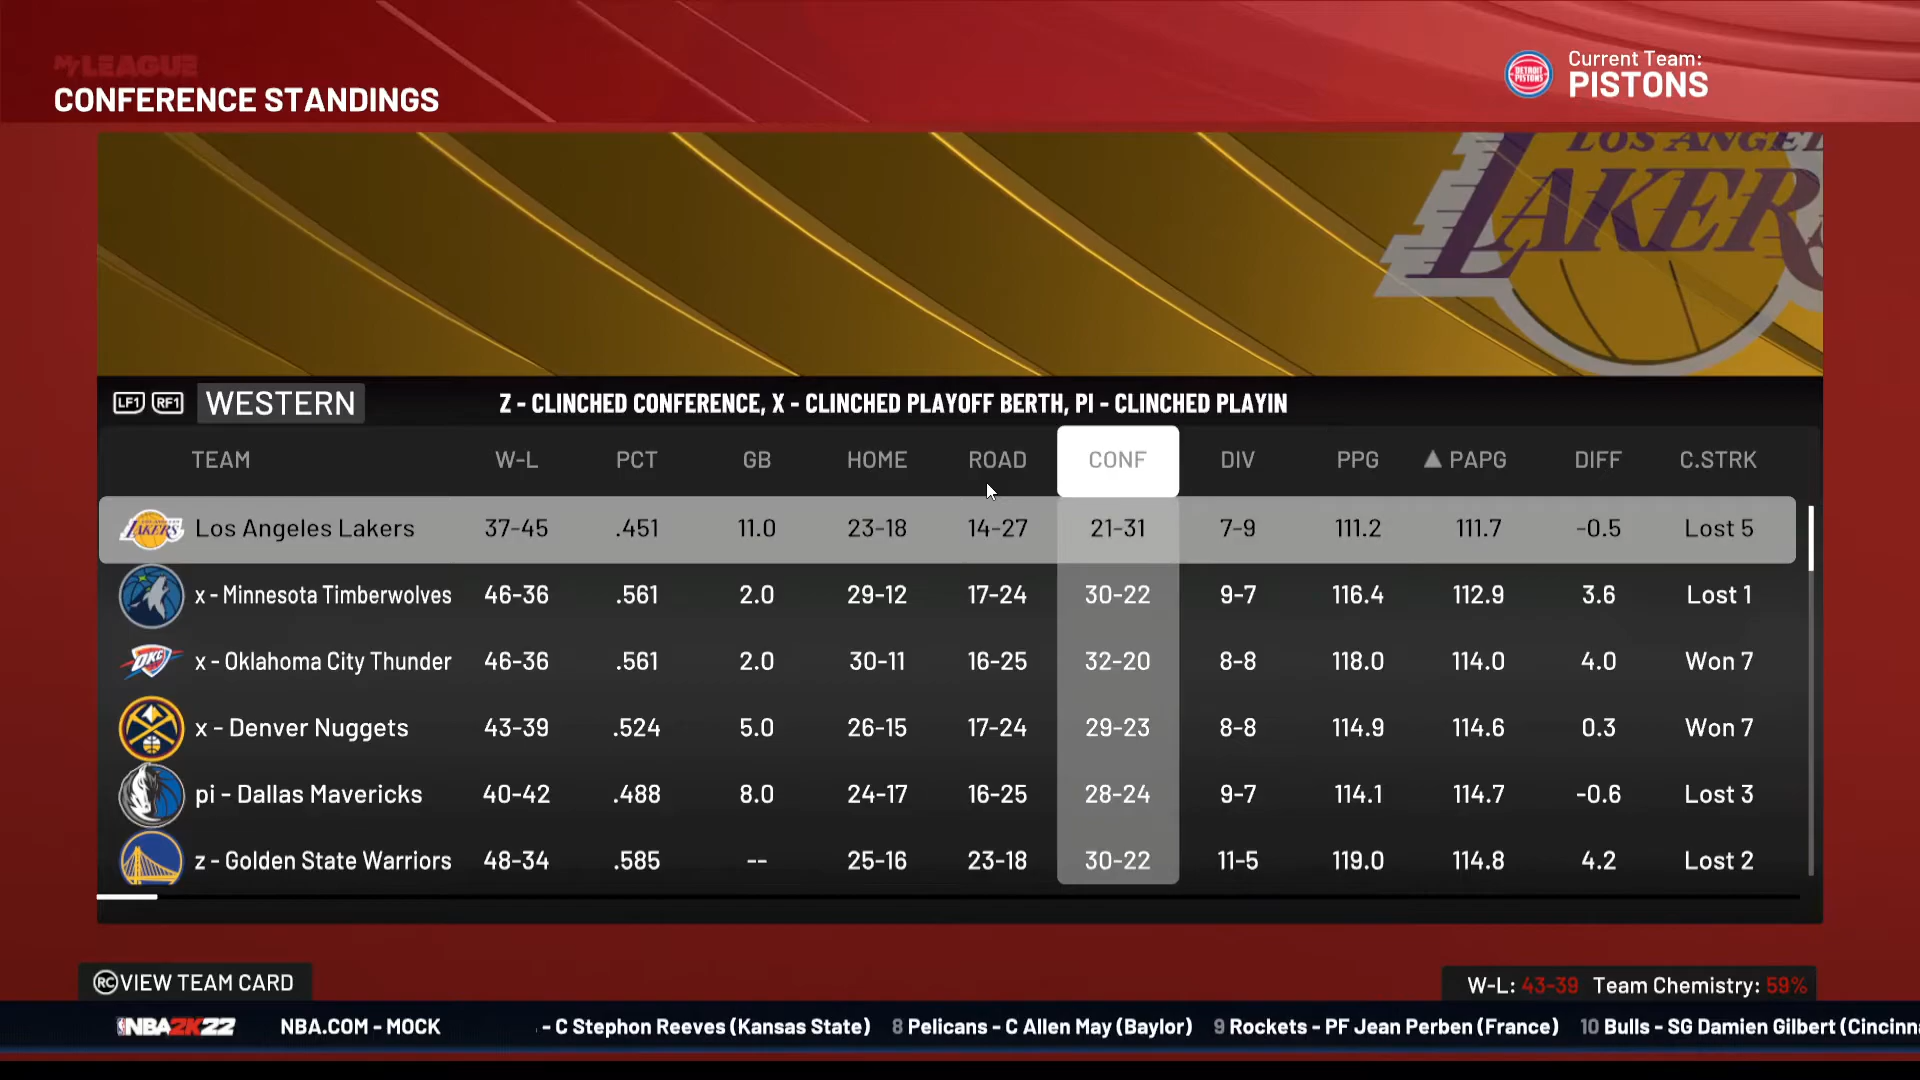 MyLEAGUE
CONFERENCE STANDINGS
DETROIT PISTONS
Current Team:
PISTONS
LOS ANGEL
LAKER
LF1 RF1 WESTERN Z - CLINCHED CONFERENCE, X - CLINCHED PLAYOFF BERTH, PI - CLINCHED PLAYIN
TEAM W-L PCT GB HOME ROAD CONF DIV PPG ▲ PAPG DIFF C.STRK
LAKERS Los Angeles Lakers 37-45 .451 11.0 23-18 14-27 21-31 7-9 111.2 111.7 -0.5 Lost 5
x - Minnesota Timberwolves 46-36 .561 2.0 29-12 17-24 30-22 9-7 116.4 112.9 3.6 Lost 1
OKC x - Oklahoma City Thunder 46-36 .561 2.0 30-11 16-25 32-20 8-8 118.0 114.0 4.0 Won 7
x - Denver Nuggets 43-39 .524 5.0 26-15 17-24 29-23 8-8 114.9 114.6 0.3 Won 7
pi - Dallas Mavericks 40-42 .488 8.0 24-17 16-25 28-24 9-7 114.1 114.7 -0.6 Lost 3
z - Golden State Warriors 48-34 .585 -- 25-16 23-18 30-22 11-5 119.0 114.8 4.2 Lost 2
RC VIEW TEAM CARD
W-L: 43-39 Team Chemistry: 59%
NBA2K22 NBA.COM - MOCK - C Stephon Reeves (Kansas State) 8 Pelicans - C Allen May (Baylor) 9 Rockets - PF Jean Perben (France) 10 Bulls - SG Damien Gilbert (Cincinna